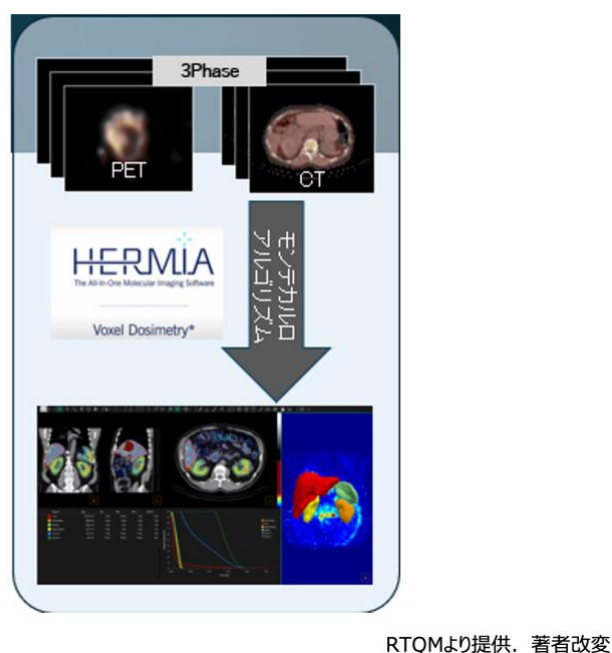 3Phase
PET
CT
HERMIA
The All-In-One Molecular Imaging Software
Voxel Dosimetry*
モンテカルロ
アルゴリズム
RTQMより提供．著者改変